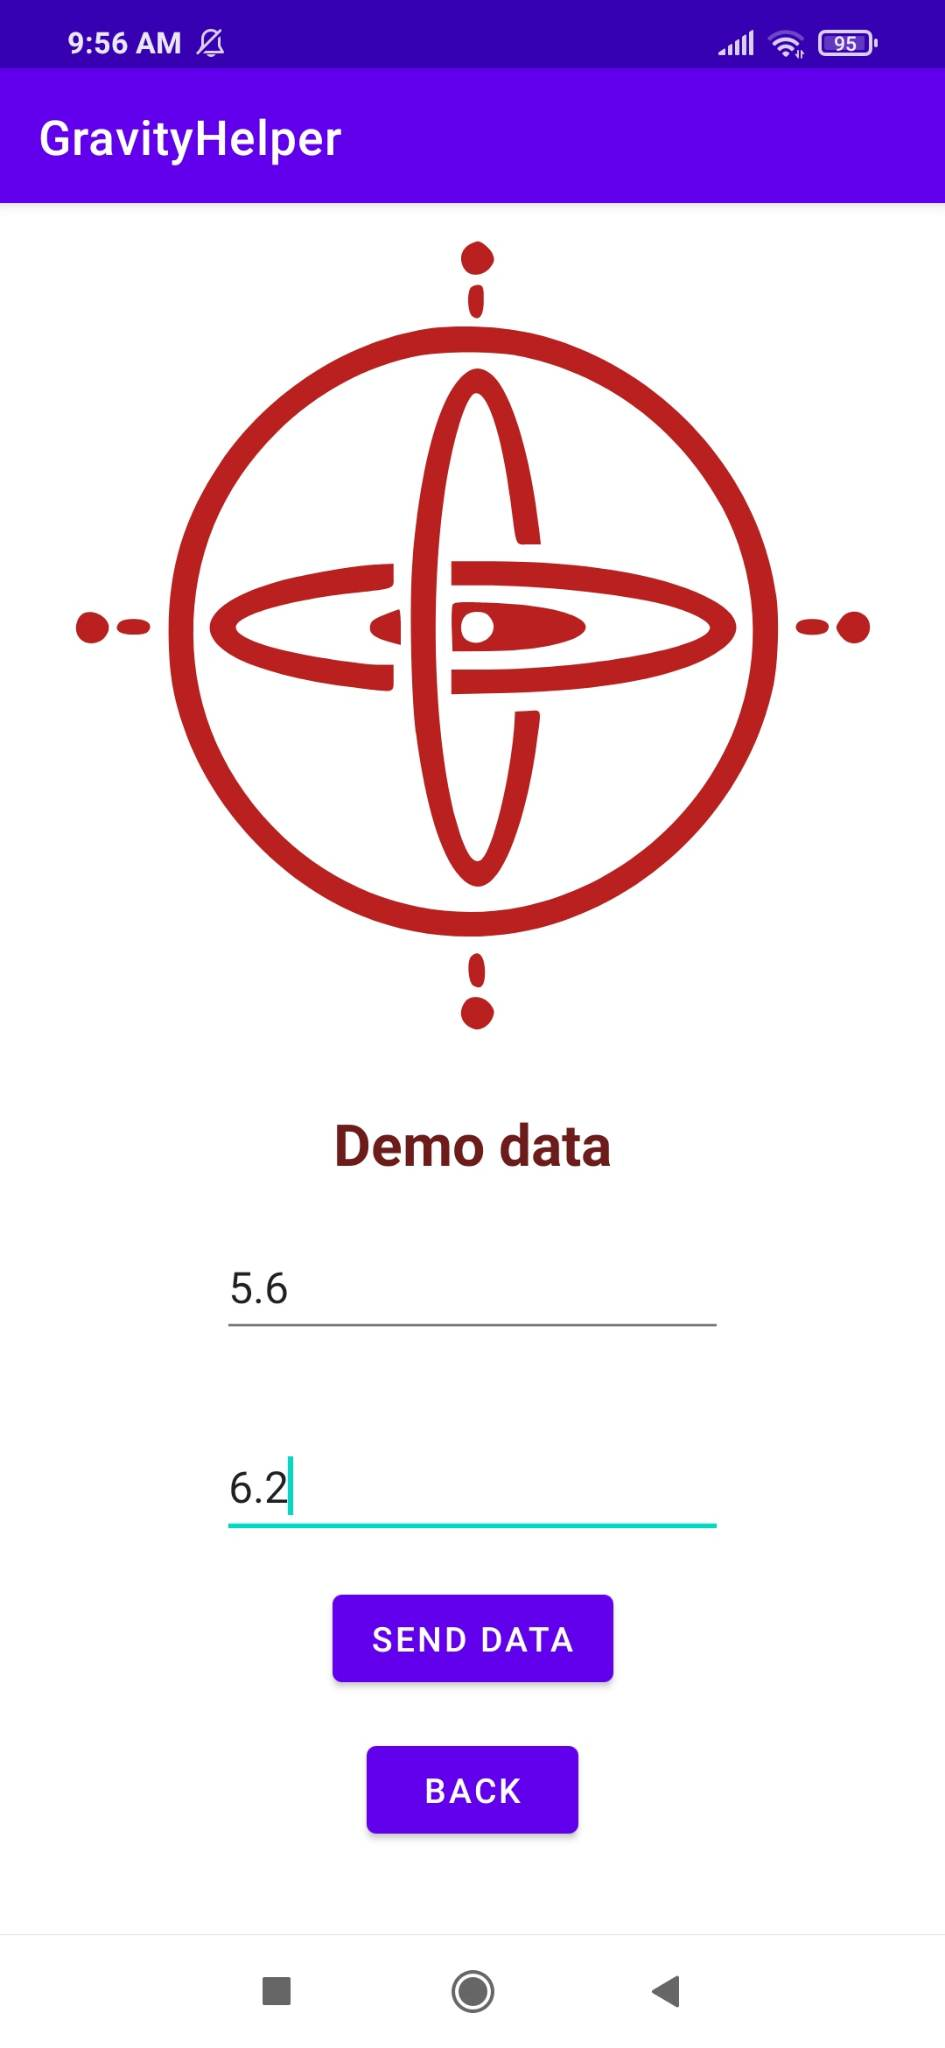 9:56 AM
95
GravityHelper
Demo data
5.6
6.2
SEND DATA
BACK